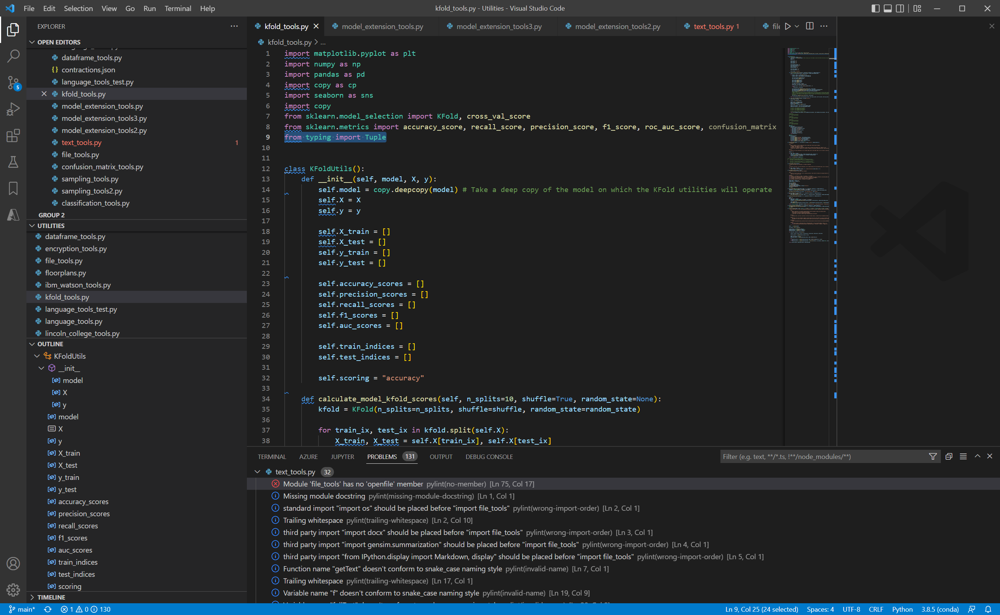 File Edit Selection View Go Run Terminal Help
kfold_tools.py - Utilities - Visual Studio Code
EXPLORER
OPEN EDITORS
dataframe_tools.py
{} contractions.json
language_tools_test.py
kfold_tools.py
model_extension_tools.py
model_extension_tools3.py
model_extension_tools2.py
text_tools.py 1
file_tools.py
confusion_matrix_tools.py
sampling_tools.py
sampling_tools2.py
classification_tools.py
GROUP 2
UTILITIES
dataframe_tools.py
encryption_tools.py
file_tools.py
floorplans.py
ibm_watson_tools.py
kfold_tools.py
language_tools_test.py
language_tools.py
lincoln_college_tools.py
OUTLINE
KFoldUtils
__init__
model
X
y
model
X
y
X_train
X_test
y_train
y_test
accuracy_scores
precision_scores
recall_scores
f1_scores
auc_scores
train_indices
test_indices
scoring
TIMELINE
5
kfold_tools.py model_extension_tools.py model_extension_tools3.py model_extension_tools2.py text_tools.py 1
kfold_tools.py > ...
1 import matplotlib.pyplot as plt
2 import numpy as np
3 import pandas as pd
4 import copy as cp
5 import seaborn as sns
6 import copy
7 from sklearn.model_selection import KFold, cross_val_score
8 from sklearn.metrics import accuracy_score, recall_score, precision_score, f1_score, roc_auc_score, confusion_matrix
9 from typing import Tuple
10
11
12 class KFoldUtils():
13 def __init__(self, model, X, y):
14 self.model = copy.deepcopy(model) # Take a deep copy of the model on which the KFold utilities will operate
15 self.X = X
16 self.y = y
17
18 self.X_train = []
19 self.X_test = []
20 self.y_train = []
21 self.y_test = []
22
23 self.accuracy_scores = []
24 self.precision_scores = []
25 self.recall_scores = []
26 self.f1_scores = []
27 self.auc_scores = []
28
29 self.train_indices = []
30 self.test_indices = []
31
32 self.scoring = "accuracy"
33
34 def calculate_model_kfold_scores(self, n_splits=10, shuffle=True, random_state=None):
35 kfold = KFold(n_splits=n_splits, shuffle=shuffle, random_state=random_state)
36
37 for train_ix, test_ix in kfold.split(self.X):
38 X_train, X_test = self.X[train_ix], self.X[test_ix]
TERMINAL AZURE JUPYTER PROBLEMS 131 OUTPUT DEBUG CONSOLE
Filter (e.g. text, **/*.ts, !**/node_modules/**)
text_tools.py 32
Module 'file_tools' has no 'openfile' member pylint(no-member) [Ln 75, Col 17]
Missing module docstring pylint(missing-module-docstring) [Ln 1, Col 1]
standard import "import os" should be placed before "import file_tools" pylint(wrong-import-order) [Ln 2, Col 1]
Trailing whitespace pylint(trailing-whitespace) [Ln 2, Col 10]
third party import "import docx" should be placed before "import file_tools" pylint(wrong-import-order) [Ln 3, Col 1]
third party import "import gensim.summarization" should be placed before "import file_tools" pylint(wrong-import-order) [Ln 4, Col 1]
third party import "from IPython.display import Markdown, display" should be placed before "import file_tools" pylint(wrong-import-order) [Ln 5, Col 1]
Function name "getText" doesn't conform to snake_case naming style pylint(invalid-name) [Ln 7, Col 1]
Trailing whitespace pylint(trailing-whitespace) [Ln 17, Col 1]
Variable name "f" doesn't conform to snake_case naming style pylint(invalid-name) [Ln 19, Col 9]
main* 1 0 130
Ln 9, Col 25 (24 selected) Spaces: 4 UTF-8 CRLF Python 3.8.5 (conda)